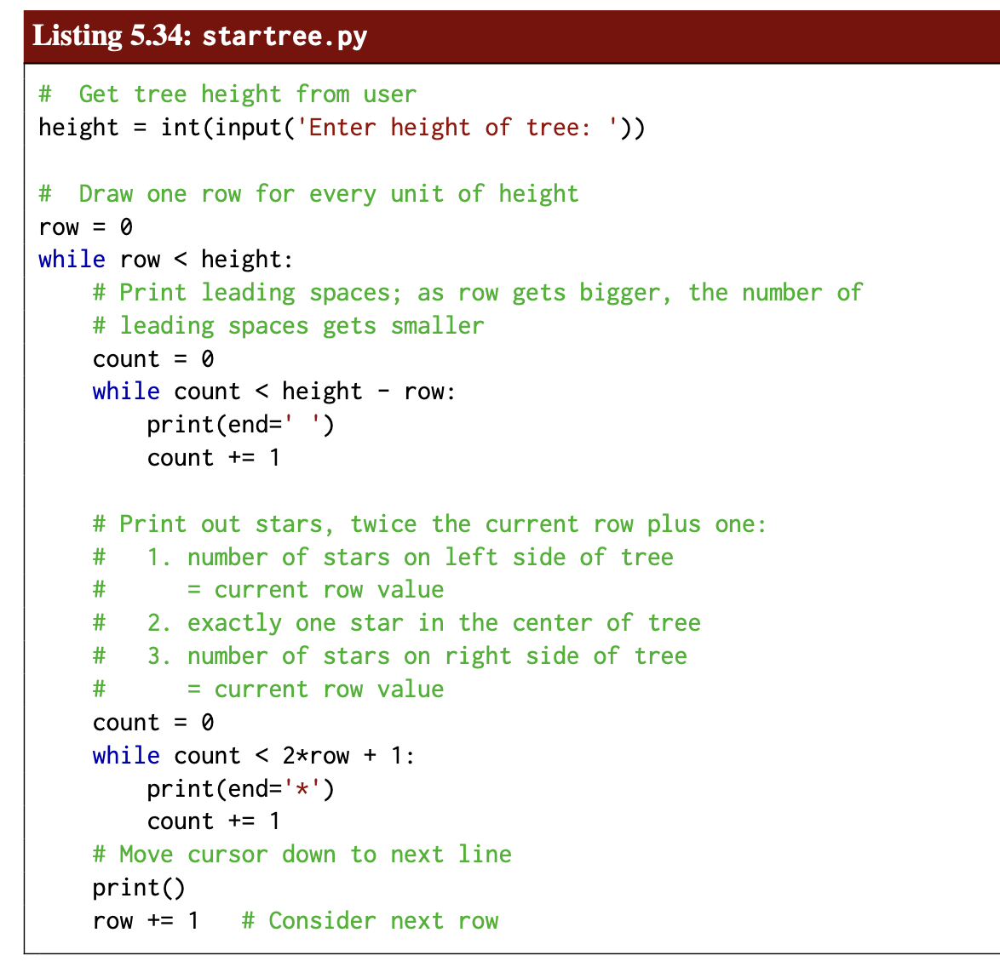 Listing 5.34: startree.py
#  Get tree height from user
height = int(input('Enter height of tree: '))

#  Draw one row for every unit of height
row = 0
while row < height:
    # Print leading spaces; as row gets bigger, the number of
    # leading spaces gets smaller
    count = 0
    while count < height - row:
        print(end=' ')
        count += 1

    # Print out stars, twice the current row plus one:
    #   1. number of stars on left side of tree
    #      = current row value
    #   2. exactly one star in the center of tree
    #   3. number of stars on right side of tree
    #      = current row value
    count = 0
    while count < 2*row + 1:
        print(end='*')
        count += 1
    # Move cursor down to next line
    print()
    row += 1   # Consider next row